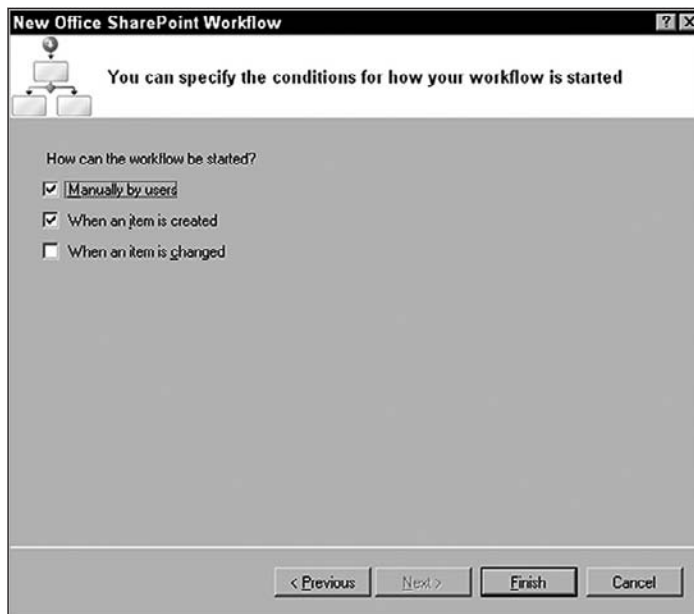 New Office SharePoint Workflow
You can specify the conditions for how your workflow is started
How can the workflow be started?
Manually by users
When an item is created
When an item is changed
< Previous Next > Finish Cancel